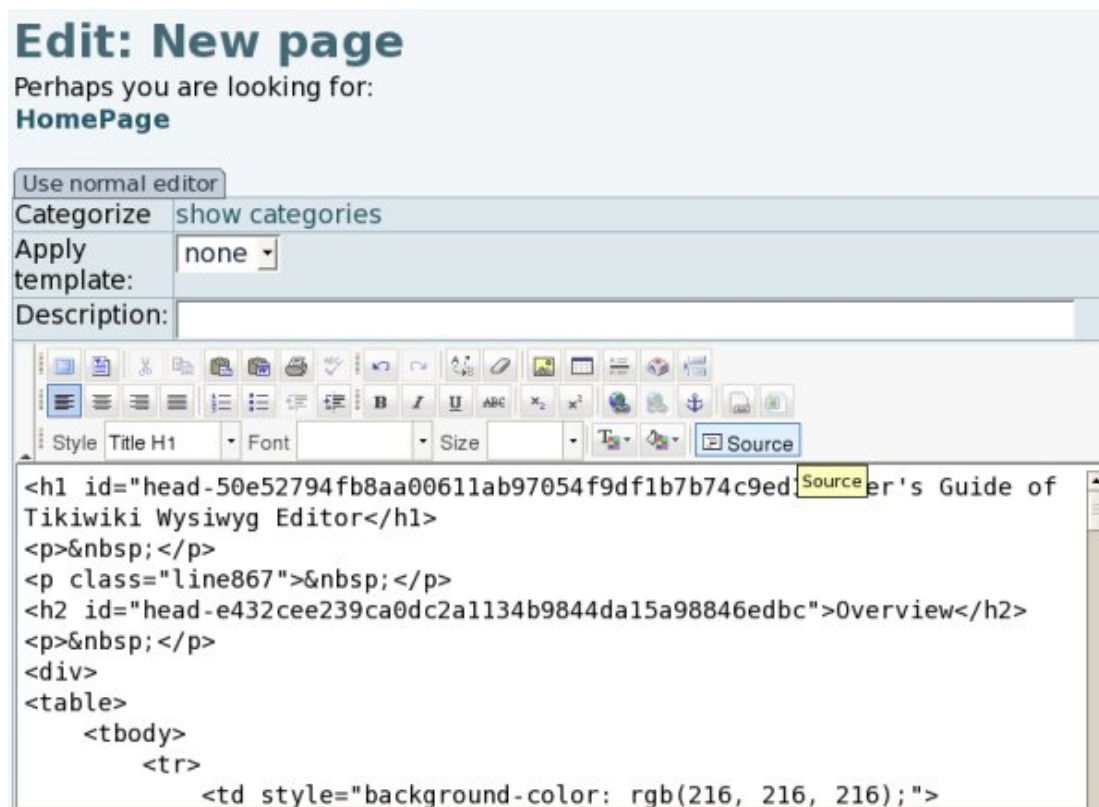 Edit: New page
Perhaps you are looking for:
HomePage
Use normal editor
Categorize show categories
Apply template: none
Description:
Style Title H1 Font Size Source
Source
<h1 id="head-50e52794fb8aa00611ab97054f9df1b7b74c9ed er's Guide of
Tikiwiki Wysiwyg Editor</h1>
<p>&nbsp;</p>
<p class="line867">&nbsp;</p>
<h2 id="head-e432cee239ca0dc2a1134b9844da15a98846edbc">Overview</h2>
<p>&nbsp;</p>
<div>
<table>
<tbody>
<tr>
<td style="background-color: rgb(216, 216, 216);">